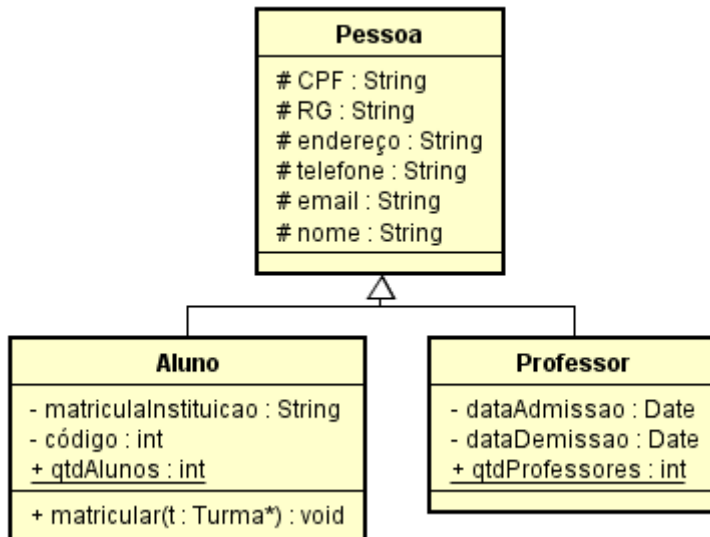 Pessoa
# CPF : String
# RG : String
# endereço : String
# telefone : String
# email : String
# nome : String
Aluno
- matriculaInstituicao : String
- código : int
+ qtdAlunos : int
+ matricular(t : Turma*) : void
Professor
- dataAdmissao : Date
- dataDemissao : Date
+ qtdProfessores : int